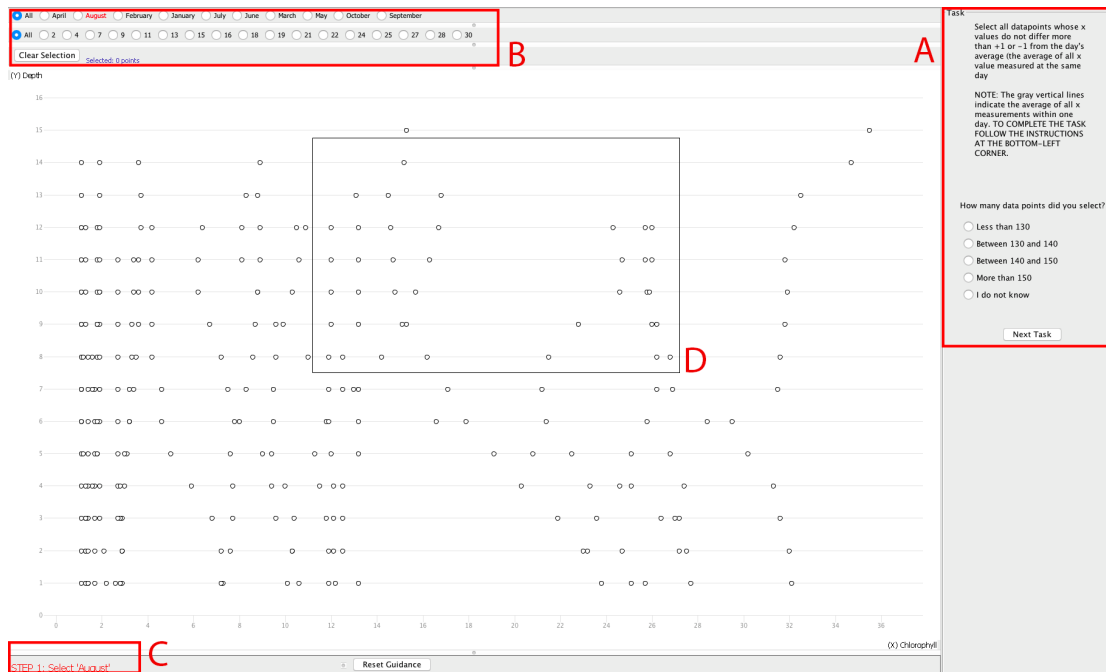 All April August February January July June March May October September
All 2 4 7 9 11 13 15 16 18 19 21 22 24 25 27 28 30
Clear Selection Selected: 0 points
B
(Y) Depth
16
15
14
13
12
11
10
9
8
7
6
5
4
3
2
1
0
0 2 4 6 8 10 12 14 16 18 20 22 24 26 28 30 32 34 36
(X) Chlorophyll
D
STEP 1: Select 'August'
C
Reset Guidance
A
Task
Select all datapoints whose x
values do not differ more
than +1 or -1 from the day's
average (the average of all x
value measured at the same
day
NOTE: The gray vertical lines
indicate the average of all x
measurements within one
day. TO COMPLETE THE TASK
FOLLOW THE INSTRUCTIONS
AT THE BOTTOM-LEFT
CORNER.
How many data points did you select?
Less than 130
Between 130 and 140
Between 140 and 150
More than 150
I do not know
Next Task